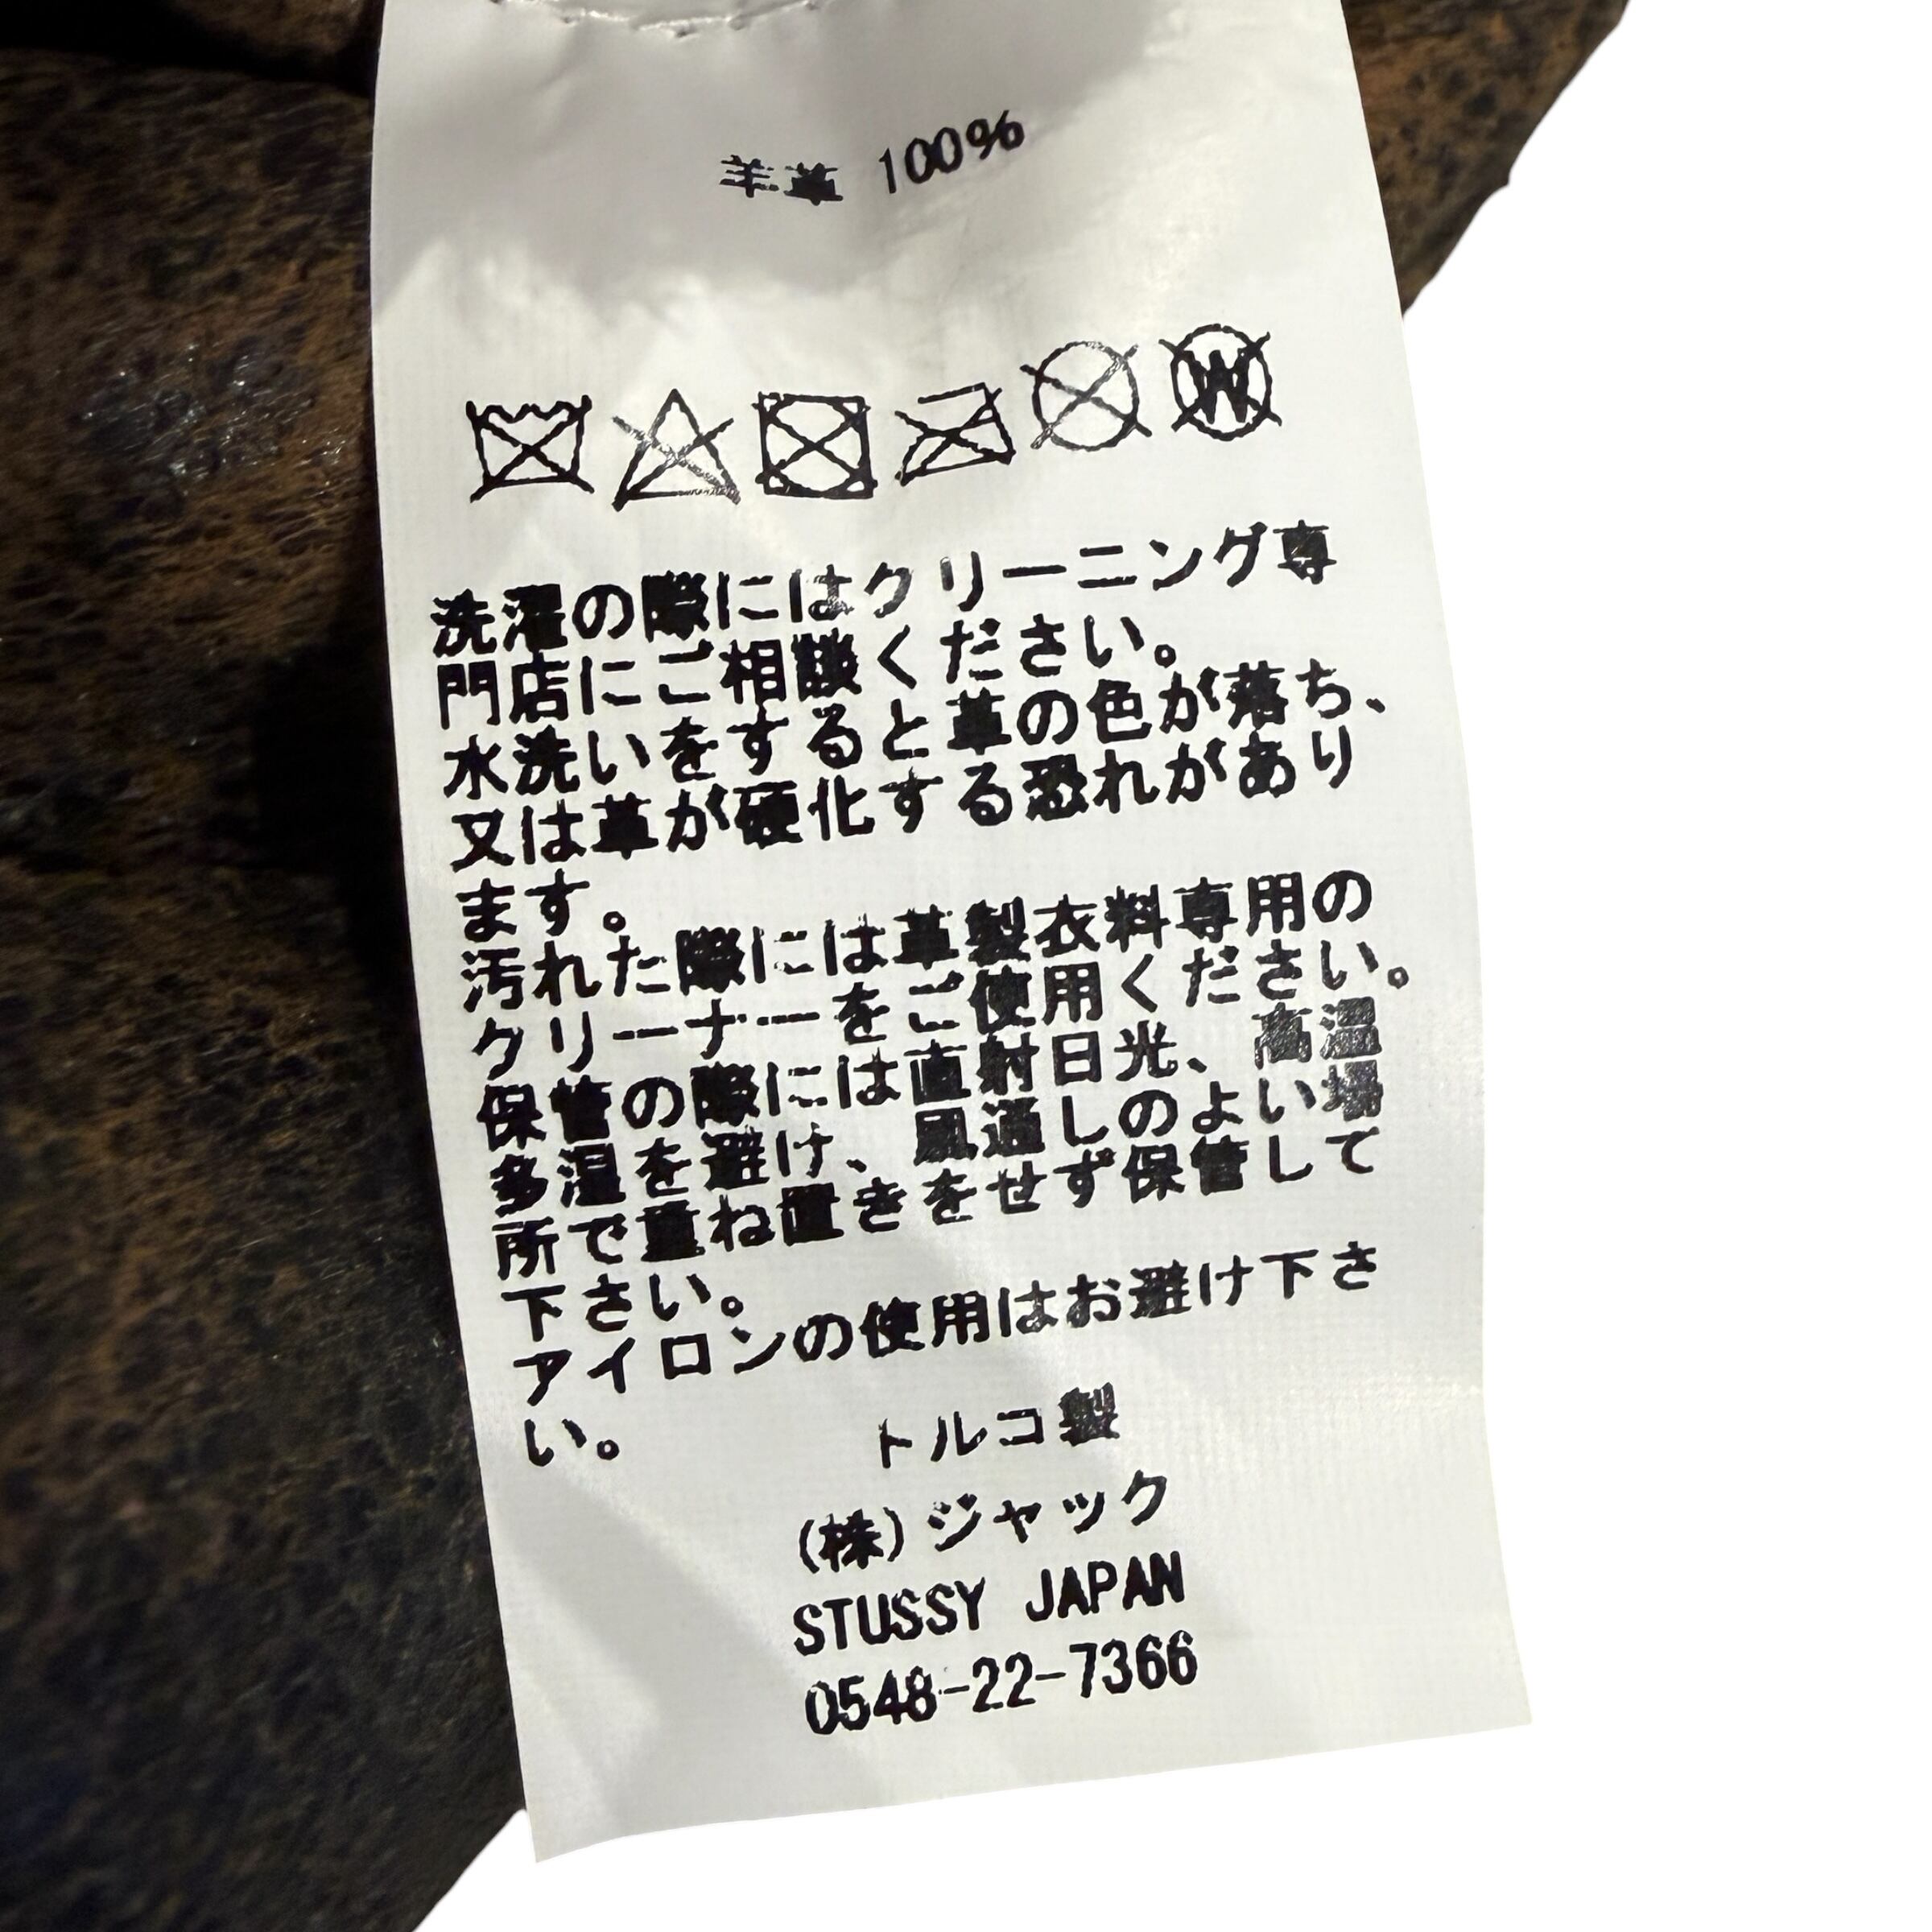 羊革 100%
W
洗濯の際にはクリーニング専
門店にご相談ください。
水洗いをすると革の色が落ち、
又は革が硬化する恐れがあり
ます。
汚れた際には革製衣料専用の
クリーナーをご使用ください。
保管の際には直射日光、高温
多湿を避け、風通しのよい場
所で重ね置きをせず保管して
下さい。
アイロンの使用はお避け下さ
い。
トルコ製
(株)ジャック
STUSSY JAPAN
0548-22-7366